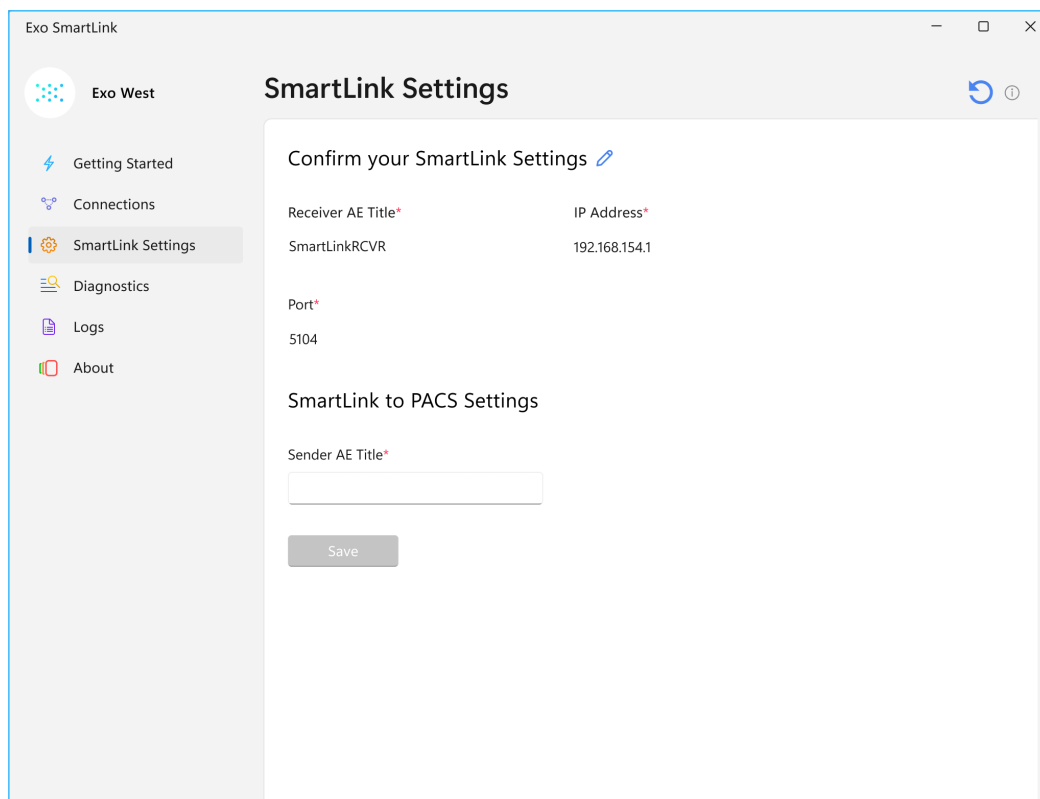 Exo SmartLink
Exo West
SmartLink Settings
Getting Started
Connections
SmartLink Settings
Diagnostics
Logs
About
Confirm your SmartLink Settings
Receiver AE Title* IP Address*
SmartLinkRCVR 192.168.154.1
Port*
5104
SmartLink to PACS Settings
Sender AE Title*
Save